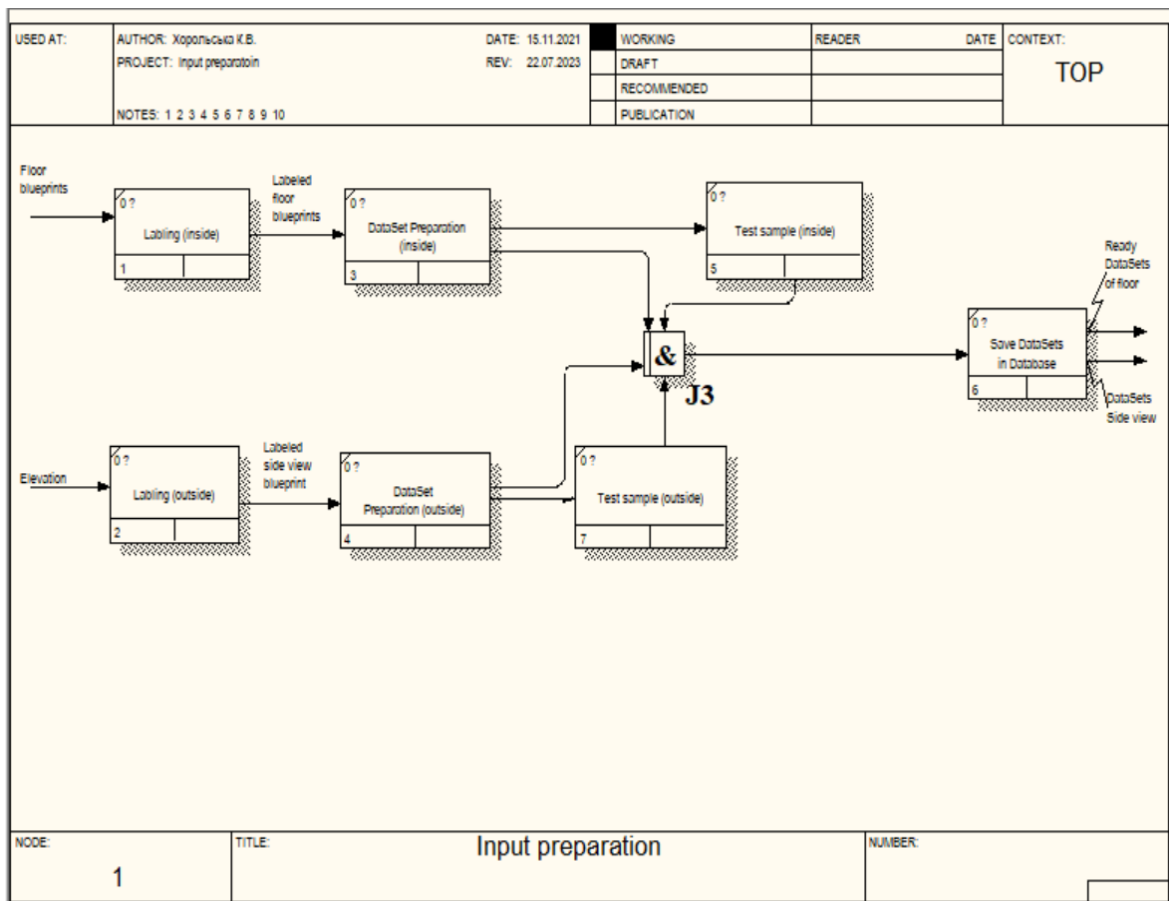 USED AT:
AUTHOR: Хорольська К.В.
DATE: 15.11.2021
PROJECT: Input preparatoin
REV: 22.07.2023
NOTES: 1 2 3 4 5 6 7 8 9 10
WORKING
DRAFT
RECOMMENDED
PUBLICATION
READER
DATE
CONTEXT:
TOP
Floor
blueprints
0 ?
Labling (inside)
1
Labeled
floor
blueprints
0 ?
DataSet Preparation
(inside)
3
0 ?
Test sample (inside)
5
Ready
DataSets
of floor
&
J3
0 ?
Save DataSets
in Database
6
DataSets
Side view
Elevation
0 ?
Labling (outside)
2
Labeled
side view
blueprint
0 ?
DataSet
Preparation (outside)
4
0 ?
Test sample (outside)
7
NODE:
1
TITLE:
Input preparation
NUMBER: